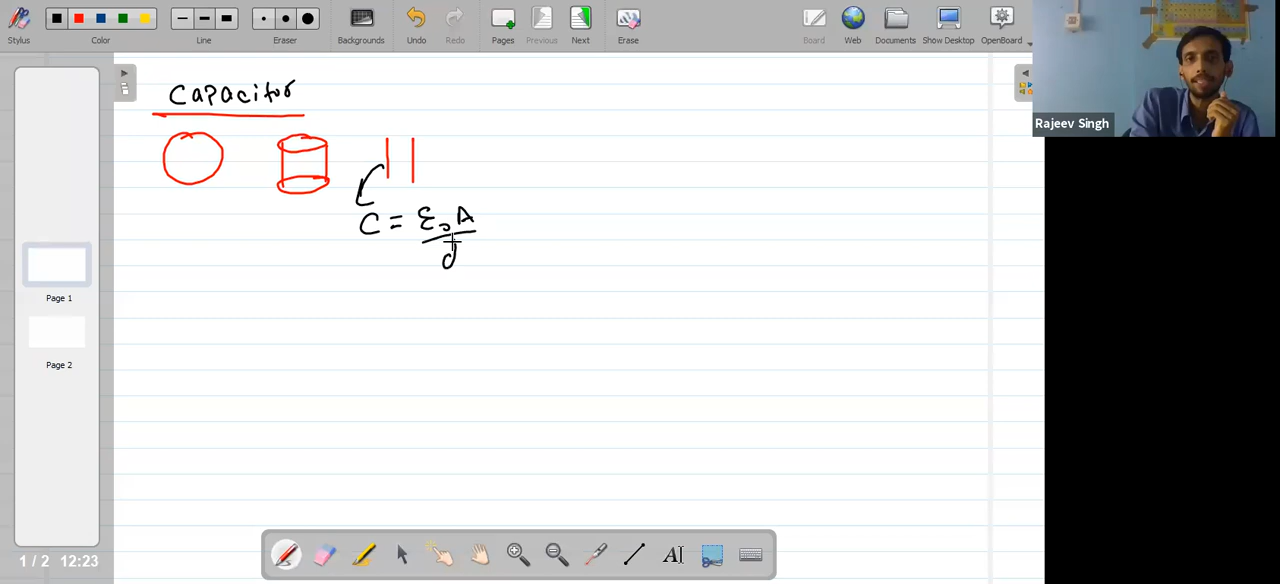 Stylus
Color
Line
Eraser
Backgrounds
Undo
Redo
Pages
Previous
Next
Erase
Board
Web
Documents
Show Desktop
OpenBoard
Rajeev Singh
Capacitor
C = ε₀A
d
Page 1
Page 2
1 / 2 12:23
A